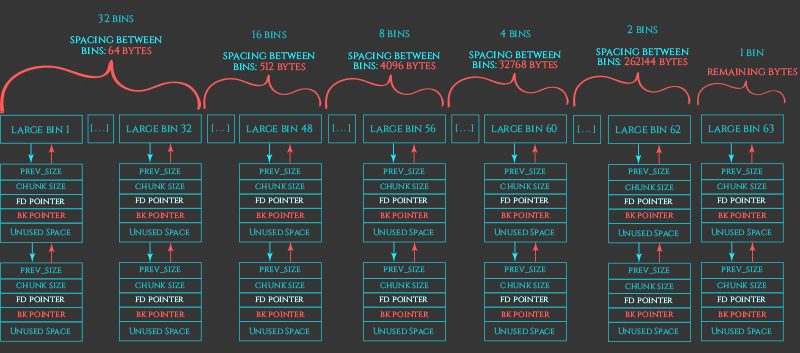 32 BINS
SPACING BETWEEN
BINS: 64 BYTES
16 BINS
SPACING BETWEEN
BINS: 512 BYTES
8 BINS
SPACING BETWEEN
BINS: 4096 BYTES
4 BINS
SPACING BETWEEN
BINS: 32768 BYTES
2 BINS
SPACING BETWEEN
BINS: 262144 BYTES
1 BIN
REMAINING BYTES
LARGE BIN 1
[...]
LARGE BIN 32
[...]
LARGE BIN 48
[...]
LARGE BIN 56
[...]
LARGE BIN 60
[...]
LARGE BIN 62
LARGE BIN 63
PREV_SIZE
CHUNK SIZE
FD POINTER
BK POINTER
UNUSED SPACE
PREV_SIZE
CHUNK SIZE
FD POINTER
BK POINTER
UNUSED SPACE
PREV_SIZE
CHUNK SIZE
FD POINTER
BK POINTER
UNUSED SPACE
PREV_SIZE
CHUNK SIZE
FD POINTER
BK POINTER
UNUSED SPACE
PREV_SIZE
CHUNK SIZE
FD POINTER
BK POINTER
UNUSED SPACE
PREV_SIZE
CHUNK SIZE
FD POINTER
BK POINTER
UNUSED SPACE
PREV_SIZE
CHUNK SIZE
FD POINTER
BK POINTER
UNUSED SPACE
PREV_SIZE
CHUNK SIZE
FD POINTER
BK POINTER
UNUSED SPACE
PREV_SIZE
CHUNK SIZE
FD POINTER
BK POINTER
UNUSED SPACE
PREV_SIZE
CHUNK SIZE
FD POINTER
BK POINTER
UNUSED SPACE
PREV_SIZE
CHUNK SIZE
FD POINTER
BK POINTER
UNUSED SPACE
PREV_SIZE
CHUNK SIZE
FD POINTER
BK POINTER
UNUSED SPACE
PREV_SIZE
CHUNK SIZE
FD POINTER
BK POINTER
UNUSED SPACE
PREV_SIZE
CHUNK SIZE
FD POINTER
BK POINTER
UNUSED SPACE